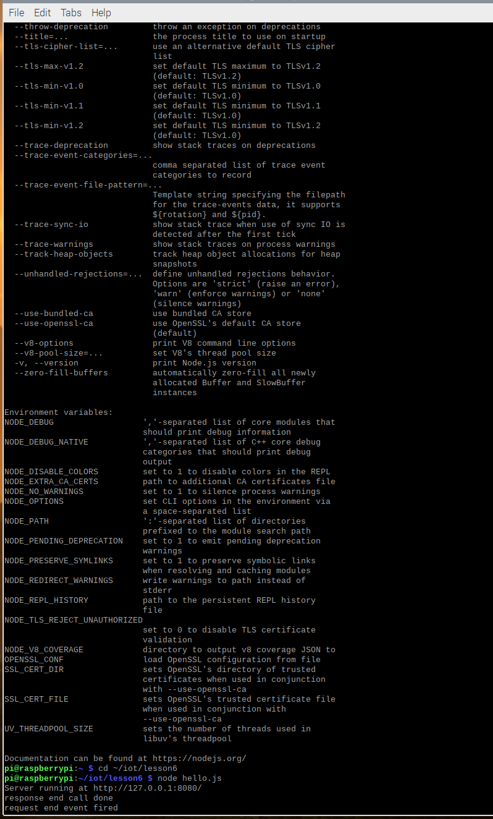 File Edit Tabs Help
--throw-deprecation throw an exception on deprecations
--title=... the process title to use on startup
--tls-cipher-list=... use an alternative default TLS cipher
list
--tls-max-v1.2 set default TLS maximum to TLSv1.2
(default: TLSv1.2)
--tls-min-v1.0 set default TLS minimum to TLSv1.0
(default: TLSv1.0)
--tls-min-v1.1 set default TLS minimum to TLSv1.1
(default: TLSv1.0)
--tls-min-v1.2 set default TLS minimum to TLSv1.2
(default: TLSv1.0)
--trace-deprecation show stack traces on deprecations
--trace-event-categories=...
comma separated list of trace event
categories to record
--trace-event-file-pattern=...
Template string specifying the filepath
for the trace-events data, it supports
${rotation} and ${pid}.
--trace-sync-io show stack trace when use of sync IO is
detected after the first tick
--trace-warnings show stack traces on process warnings
--track-heap-objects track heap object allocations for heap
snapshots
--unhandled-rejections=... define unhandled rejections behavior.
Options are 'strict' (raise an error),
'warn' (enforce warnings) or 'none'
(silence warnings)
--use-bundled-ca use bundled CA store
--use-openssl-ca use OpenSSL's default CA store
(default)
--v8-options print V8 command line options
--v8-pool-size=... set V8's thread pool size
-v, --version print Node.js version
--zero-fill-buffers automatically zero-fill all newly
allocated Buffer and SlowBuffer
instances
Environment variables:
NODE_DEBUG ','-separated list of core modules that
should print debug information
NODE_DEBUG_NATIVE ','-separated list of C++ core debug
categories that should print debug
output
NODE_DISABLE_COLORS set to 1 to disable colors in the REPL
NODE_EXTRA_CA_CERTS path to additional CA certificates file
NODE_NO_WARNINGS set to 1 to silence process warnings
NODE_OPTIONS set CLI options in the environment via
a space-separated list
NODE_PATH ':'-separated list of directories
prefixed to the module search path
NODE_PENDING_DEPRECATION set to 1 to emit pending deprecation
warnings
NODE_PRESERVE_SYMLINKS set to 1 to preserve symbolic links
when resolving and caching modules
NODE_REDIRECT_WARNINGS write warnings to path instead of
stderr
NODE_REPL_HISTORY path to the persistent REPL history
file
NODE_TLS_REJECT_UNAUTHORIZED
set to 0 to disable TLS certificate
validation
NODE_V8_COVERAGE directory to output v8 coverage JSON to
OPENSSL_CONF load OpenSSL configuration from file
SSL_CERT_DIR sets OpenSSL's directory of trusted
certificates when used in conjunction
with --use-openssl-ca
SSL_CERT_FILE sets OpenSSL's trusted certificate file
when used in conjunction with
--use-openssl-ca
UV_THREADPOOL_SIZE sets the number of threads used in
libuv's threadpool
Documentation can be found at https://nodejs.org/
pi@raspberrypi:~ $ cd ~/iot/lesson6
pi@raspberrypi:~/iot/lesson6 $ node hello.js
Server running at http://127.0.0.1:8080/
response end call done
request end event fired